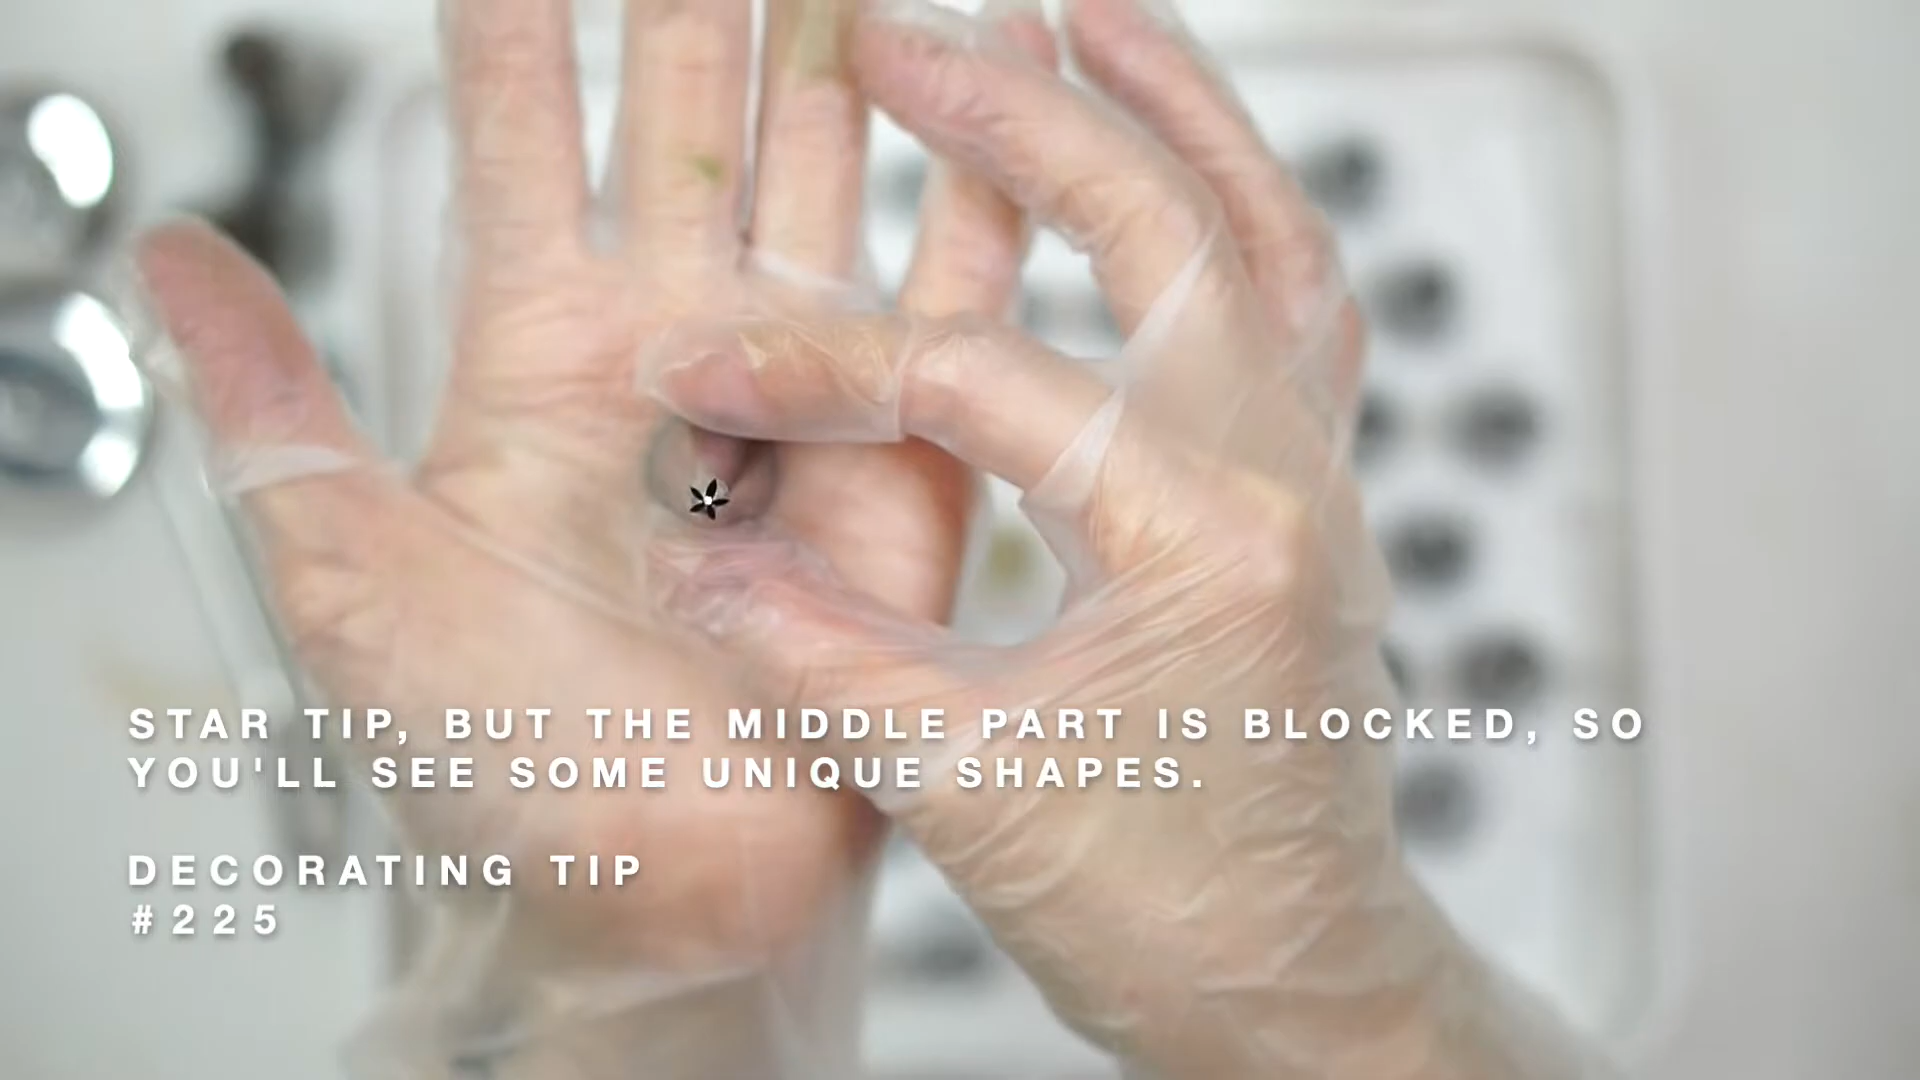 STAR TIP, BUT THE MIDDLE PART IS BLOCKED, SO
YOU'LL SEE SOME UNIQUE SHAPES.
DECORATING TIP
#225